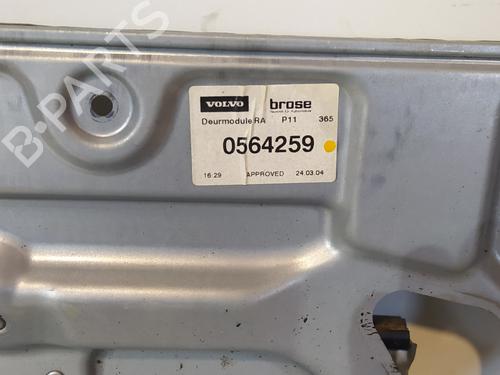 VOLVO brose
Deurmodule RA P11 365
0564259
16:29 APPROVED 24.03.04
B-PARTS